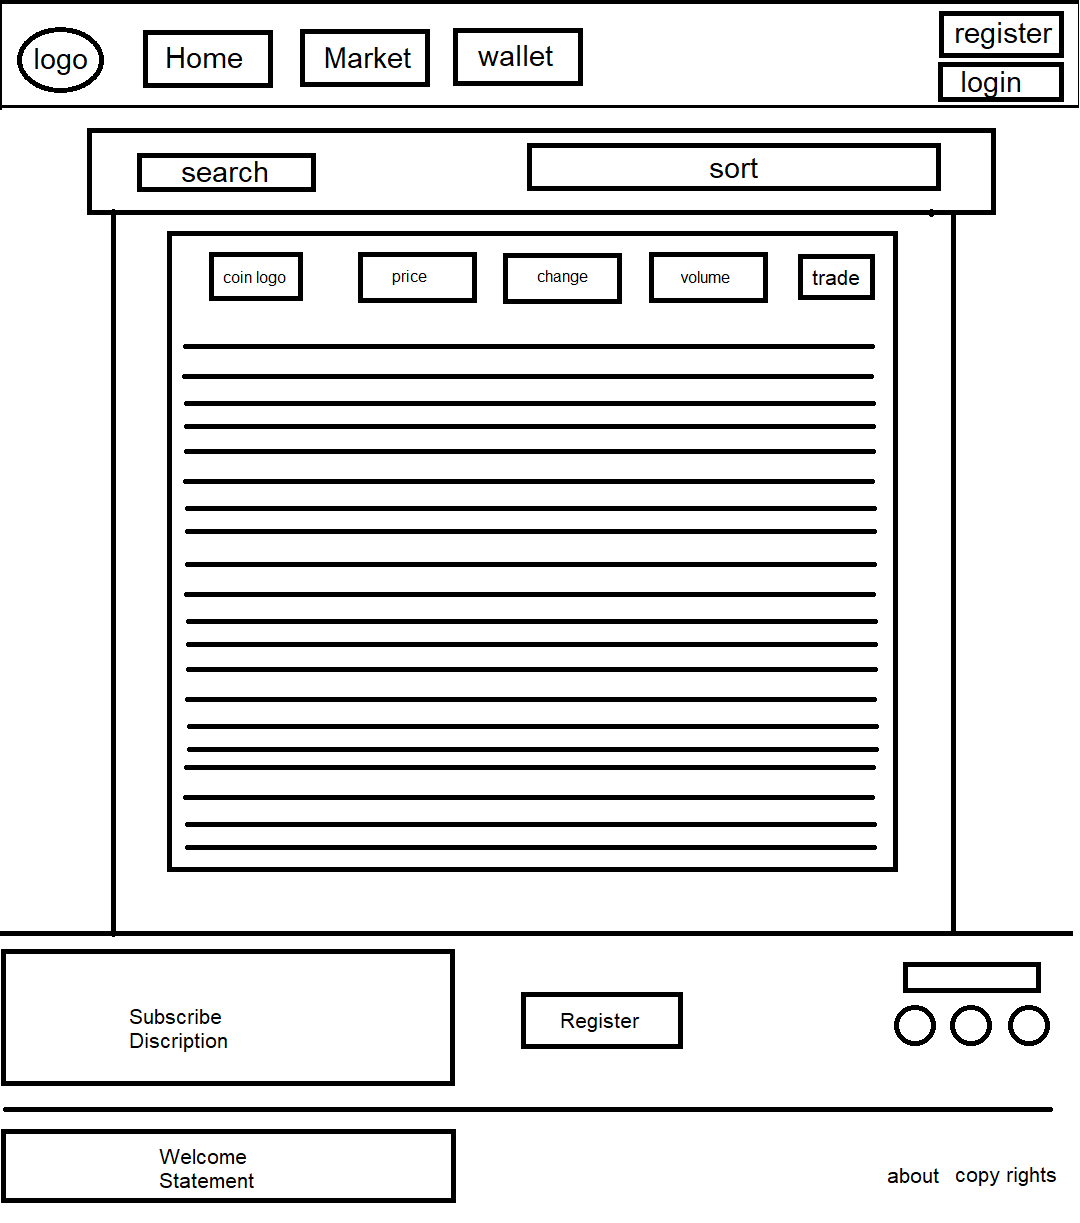 logo
Home
Market
wallet
register
login
search
sort
coin logo
price
change
volume
trade
Subscribe
Discription
Register
Welcome
Statement
about
copy rights